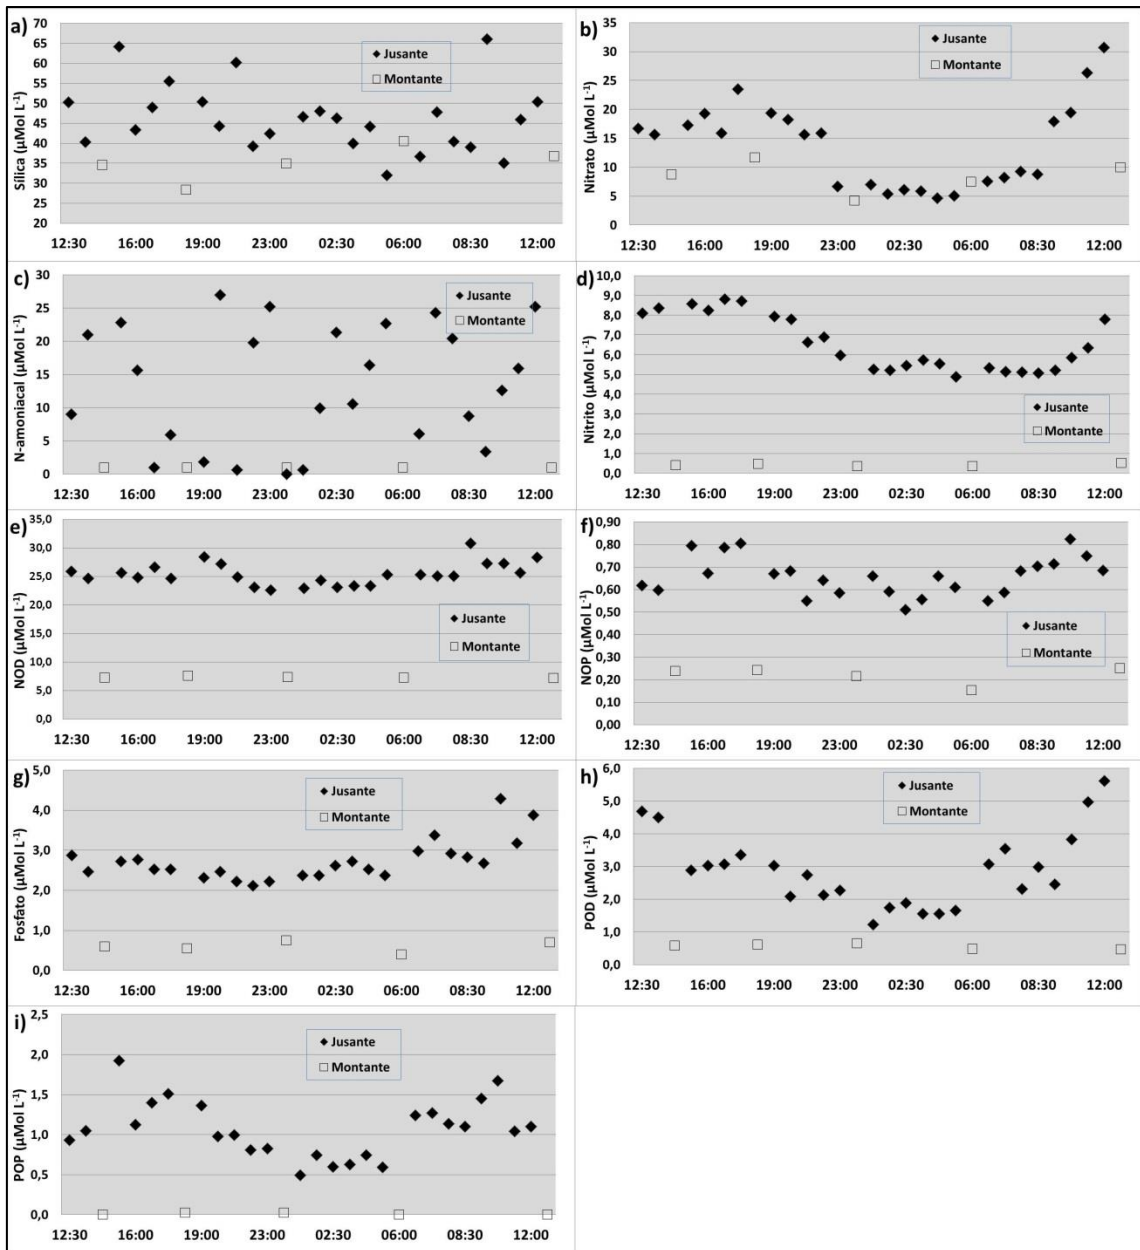 a)
Sílica (µMol L-1)
70
65
60
55
50
45
40
35
30
25
20
Jusante
Montante
12:30 16:00 19:00 23:00 02:30 06:00 08:30 12:00
b)
Nitrato (µMol L-1)
35
30
25
20
15
10
5
0
Jusante
Montante
12:30 16:00 19:00 23:00 02:30 06:00 08:30 12:00
c)
N-amoniacal (µMol L-1)
30
25
20
15
10
5
0
Jusante
Montante
12:30 16:00 19:00 23:00 02:30 06:00 08:30 12:00
d)
Nitrito (µMol L-1)
10,0
9,0
8,0
7,0
6,0
5,0
4,0
3,0
2,0
1,0
0,0
Jusante
Montante
12:30 16:00 19:00 23:00 02:30 06:00 08:30 12:00
e)
NOD (µMol L-1)
35,0
30,0
25,0
20,0
15,0
10,0
5,0
0,0
Jusante
Montante
12:30 16:00 19:00 23:00 02:30 06:00 08:30 12:00
f)
NOP (µMol L-1)
0,90
0,80
0,70
0,60
0,50
0,40
0,30
0,20
0,10
0,00
Jusante
Montante
12:30 16:00 19:00 23:00 02:30 06:00 08:30 12:00
g)
Fosfato (µMol L-1)
5,0
4,0
3,0
2,0
1,0
0,0
Jusante
Montante
12:30 16:00 19:00 23:00 02:30 06:00 08:30 12:00
h)
POD (µMol L-1)
6,0
5,0
4,0
3,0
2,0
1,0
0,0
Jusante
Montante
12:30 16:00 19:00 23:00 02:30 06:00 08:30 12:00
i)
POP (µMol L-1)
2,5
2,0
1,5
1,0
0,5
0,0
Jusante
Montante
12:30 16:00 19:00 23:00 02:30 06:00 08:30 12:00